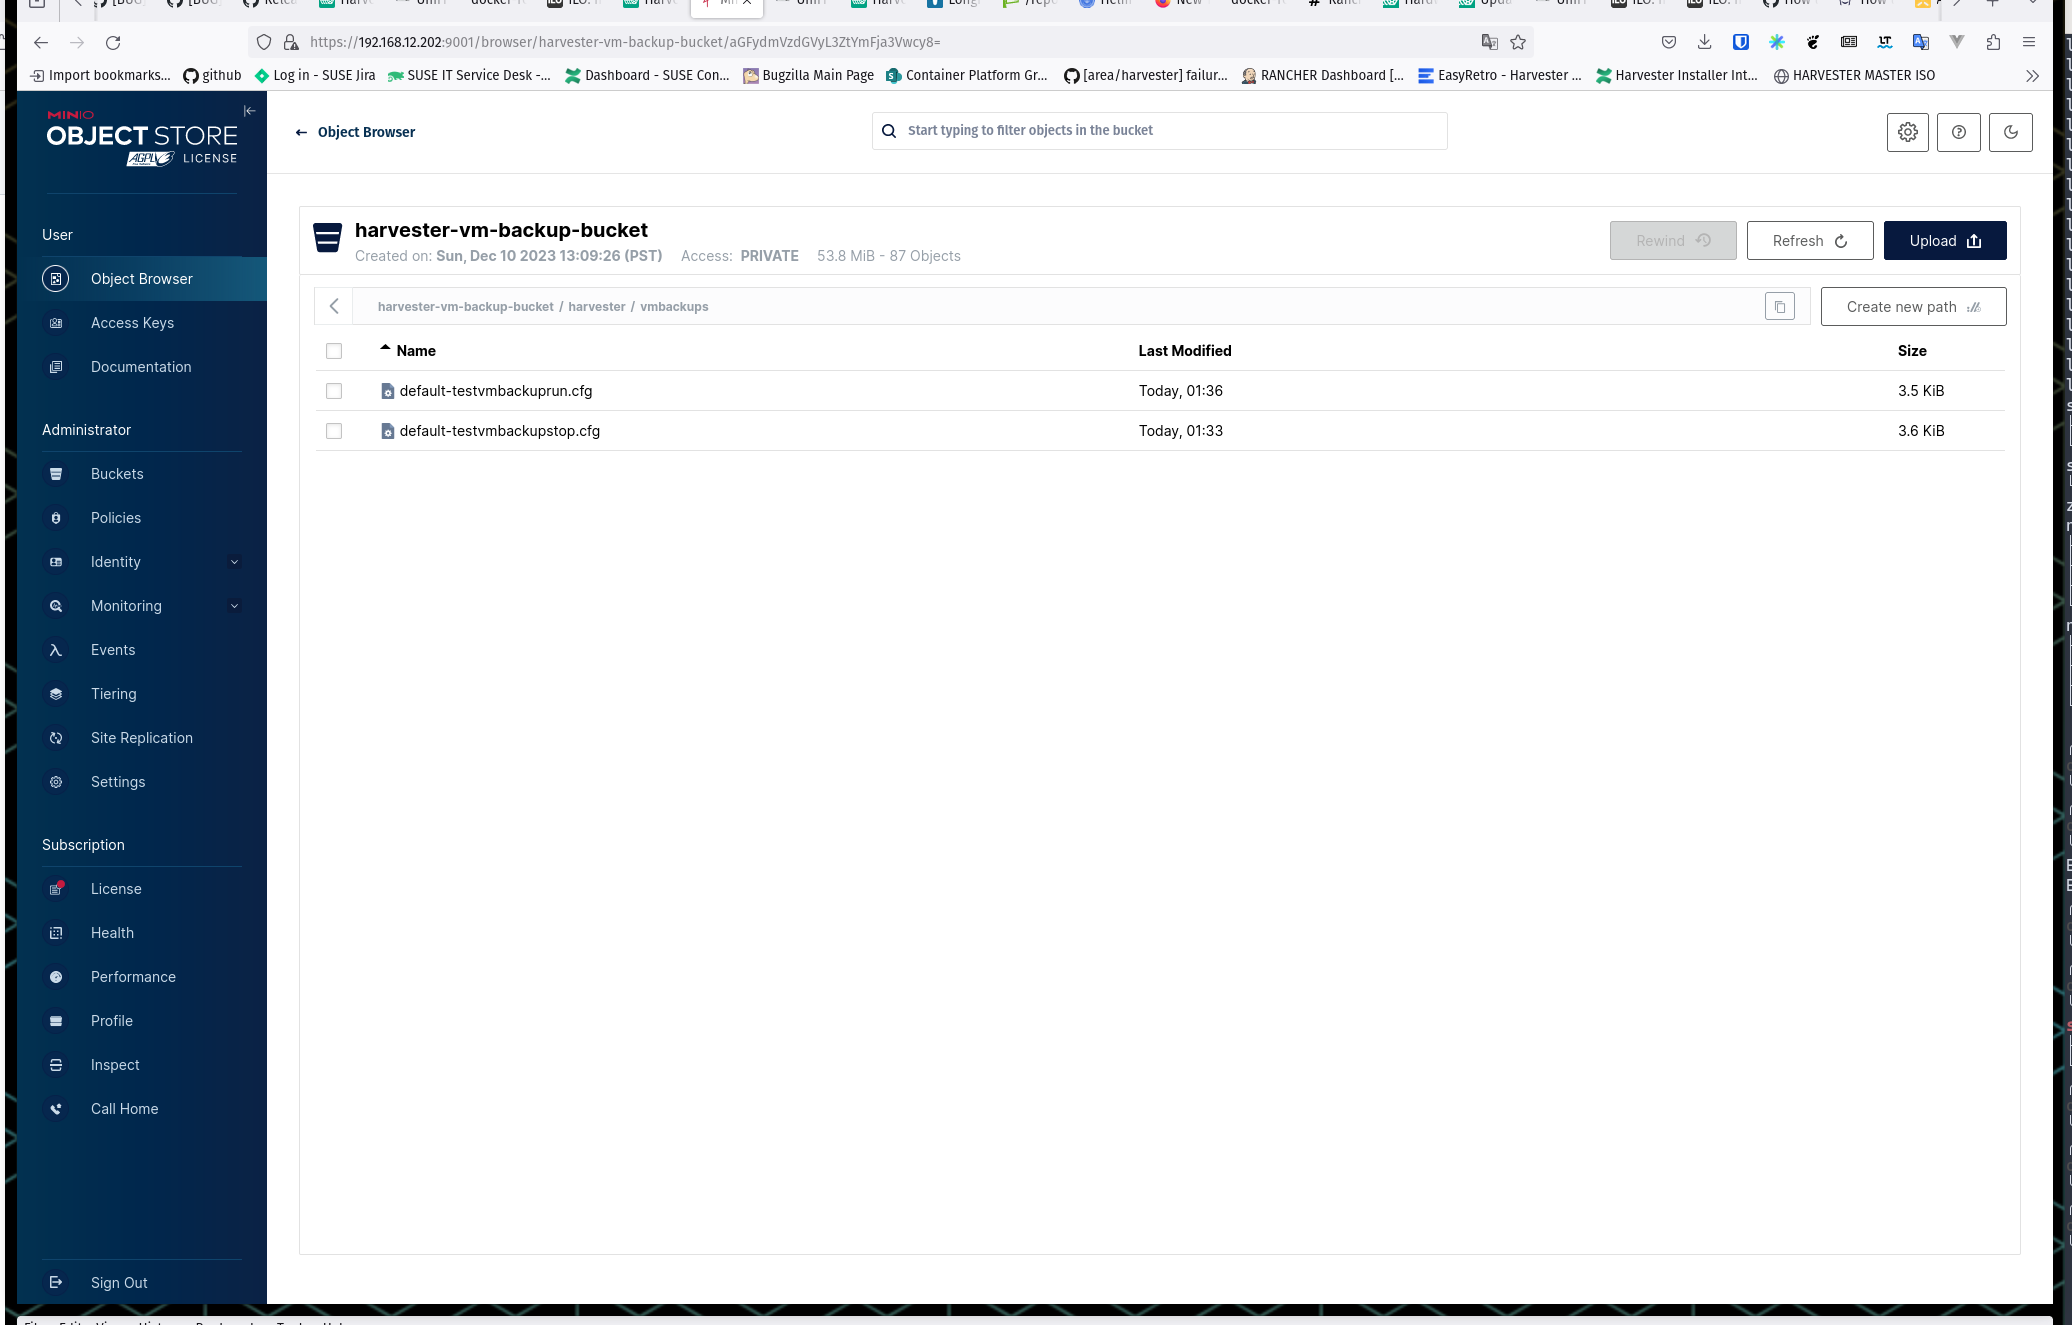 https://192.168.12.202:9001/browser/harvester-vm-backup-bucket/aGFydmVzdGVyL3ZtYmFja3Vwcy8=
Import bookmarks... github Log in - SUSE Jira SUSE IT Service Desk -... Dashboard - SUSE Con... Bugzilla Main Page Container Platform Gr... [area/harvester] failur... RANCHER Dashboard [... EasyRetro - Harvester ... Harvester Installer Int... HARVESTER MASTER ISO
MINIO
OBJECT STORE
AGPL LICENSE
Object Browser
Start typing to filter objects in the bucket
User
Object Browser
Access Keys
Documentation
Administrator
Buckets
Policies
Identity
Monitoring
Events
Tiering
Site Replication
Settings
Subscription
License
Health
Performance
Profile
Inspect
Call Home
Sign Out
harvester-vm-backup-bucket
Created on: Sun, Dec 10 2023 13:09:26 (PST) Access: PRIVATE 53.8 MiB - 87 Objects
Rewind Refresh Upload
harvester-vm-backup-bucket / harvester / vmbackups
Create new path
Name Last Modified Size
default-testvmbackuprun.cfg Today, 01:36 3.5 KiB
default-testvmbackupstop.cfg Today, 01:33 3.6 KiB